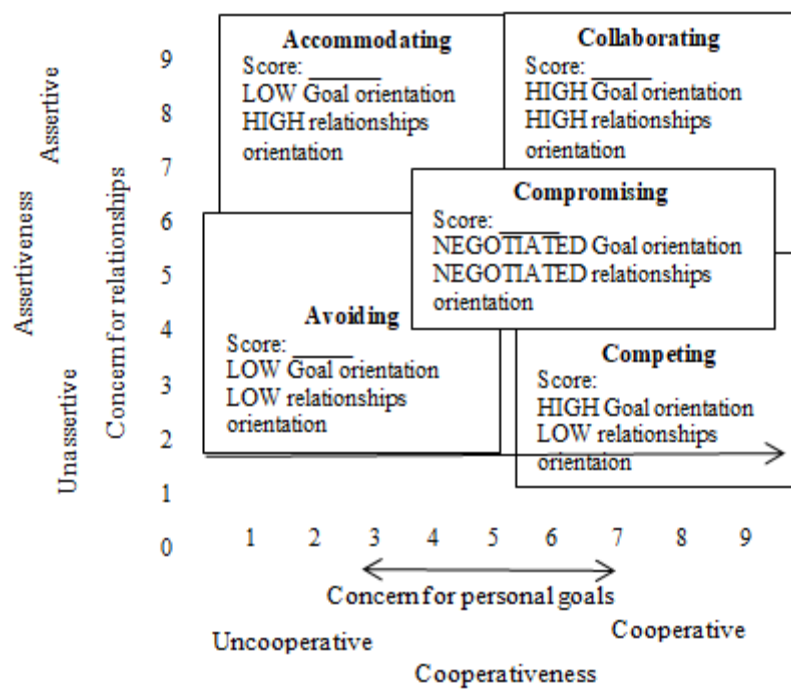 Accommodating
Score: ______
LOW Goal orientation
HIGH relationships
orientation
Collaborating
Score: _____
HIGH Goal orientation
HIGH relationships
orientation
Compromising
Score: _____
NEGOTIATED Goal orientation
NEGOTIATED relationships
orientation
Avoiding
Score: _____
LOW Goal orientation
LOW relationships
orientation
Competing
Score:
HIGH Goal orientation
LOW relationships
orientaion
Assertive
Assertiveness
Unassertive
Concern for relationships
9
8
7
6
5
4
3
2
1
0
1 2 3 4 5 6 7 8 9
Concern for personal goals
Uncooperative
Cooperative
Cooperativeness